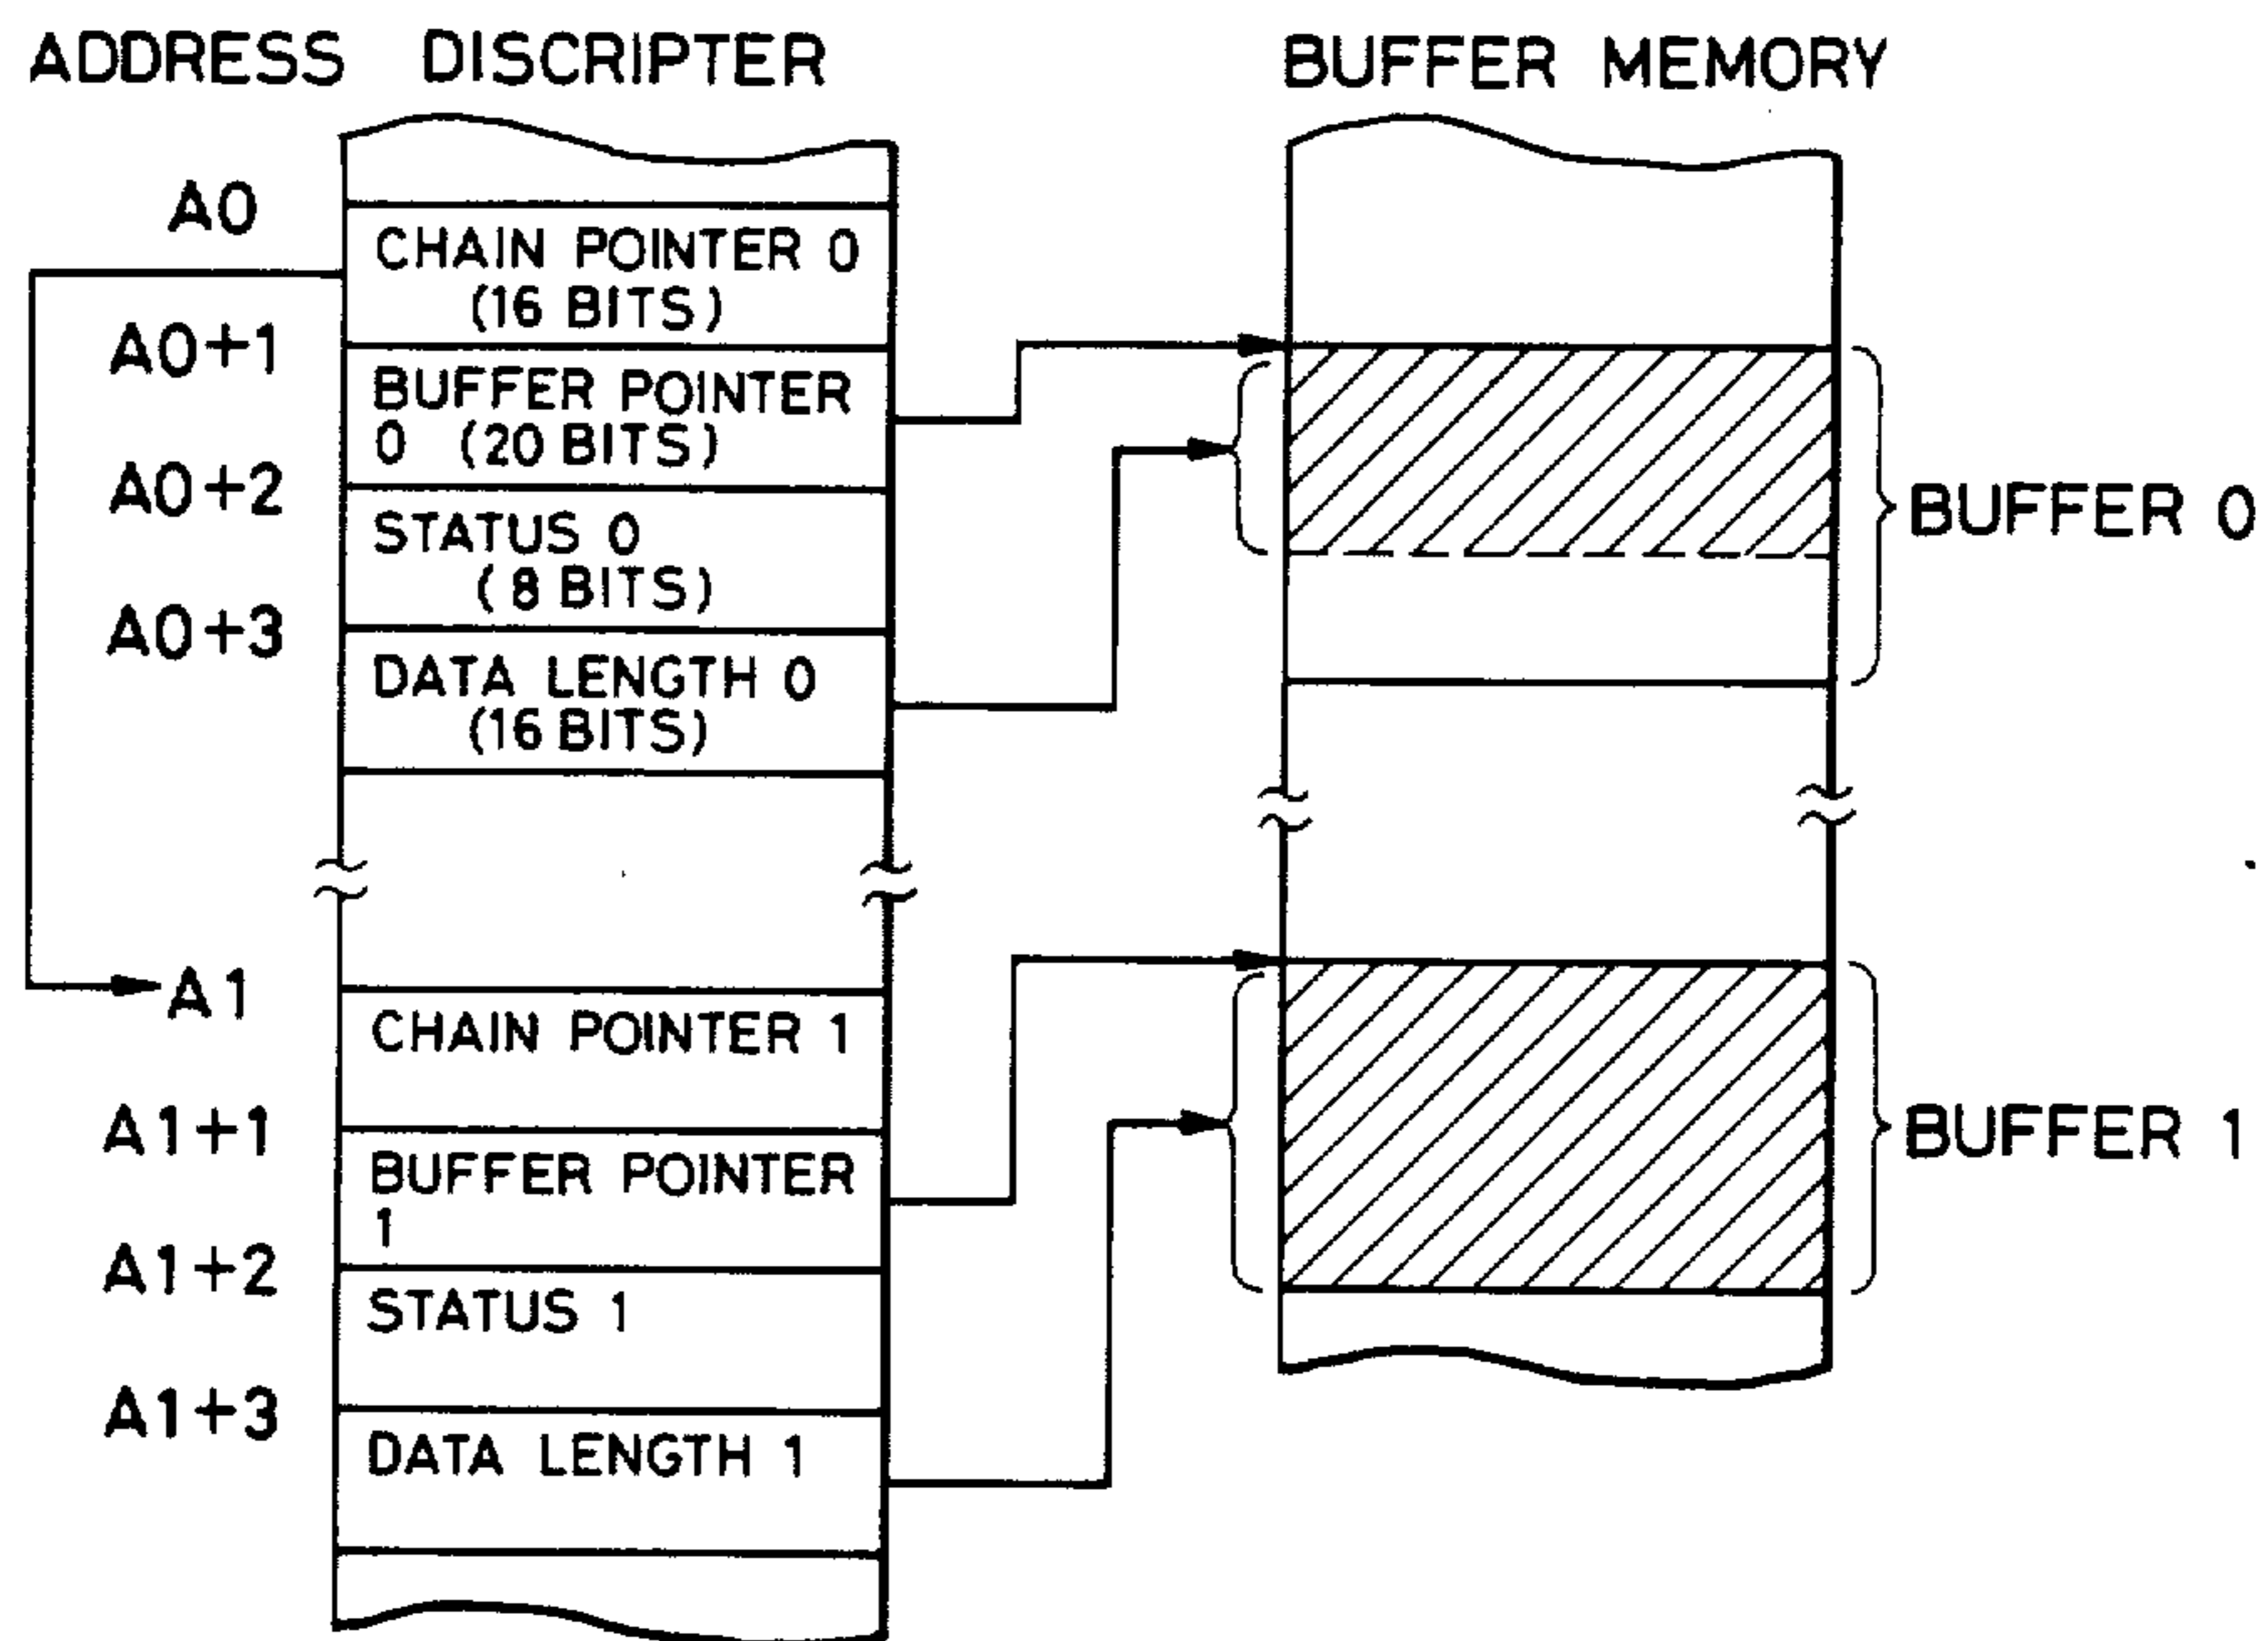 ADDRESS DISCRIPTER BUFFER MEMORY
A0
CHAIN POINTER 0
(16 BITS)
A0+1
BUFFER POINTER
0 (20 BITS)
A0+2
STATUS 0
(8 BITS)
BUFFER 0
A0+3
DATA LENGTH 0
(16 BITS)
A1
CHAIN POINTER 1
A1+1
BUFFER POINTER
1
BUFFER 1
A1+2
STATUS 1
A1+3
DATA LENGTH 1